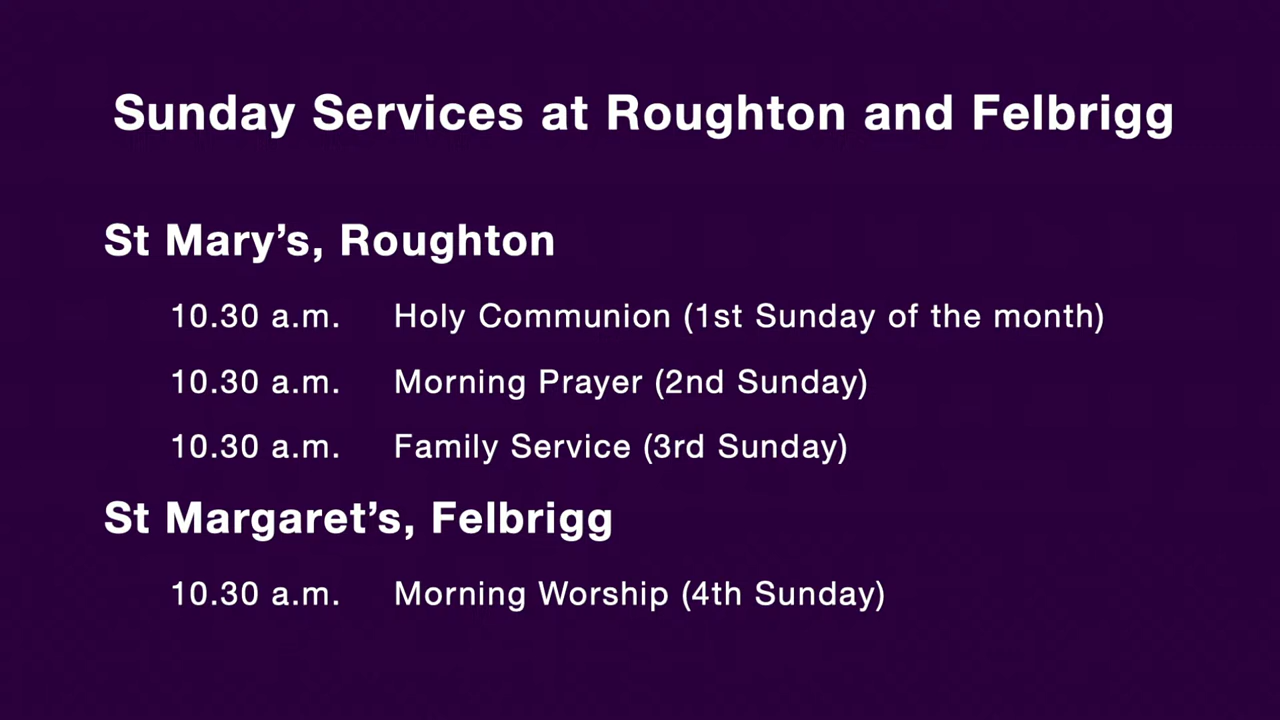 Sunday Services at Roughton and Felbrigg
St Mary’s, Roughton
10.30 a.m. Holy Communion (1st Sunday of the month)
10.30 a.m. Morning Prayer (2nd Sunday)
10.30 a.m. Family Service (3rd Sunday)
St Margaret’s, Felbrigg
10.30 a.m. Morning Worship (4th Sunday)